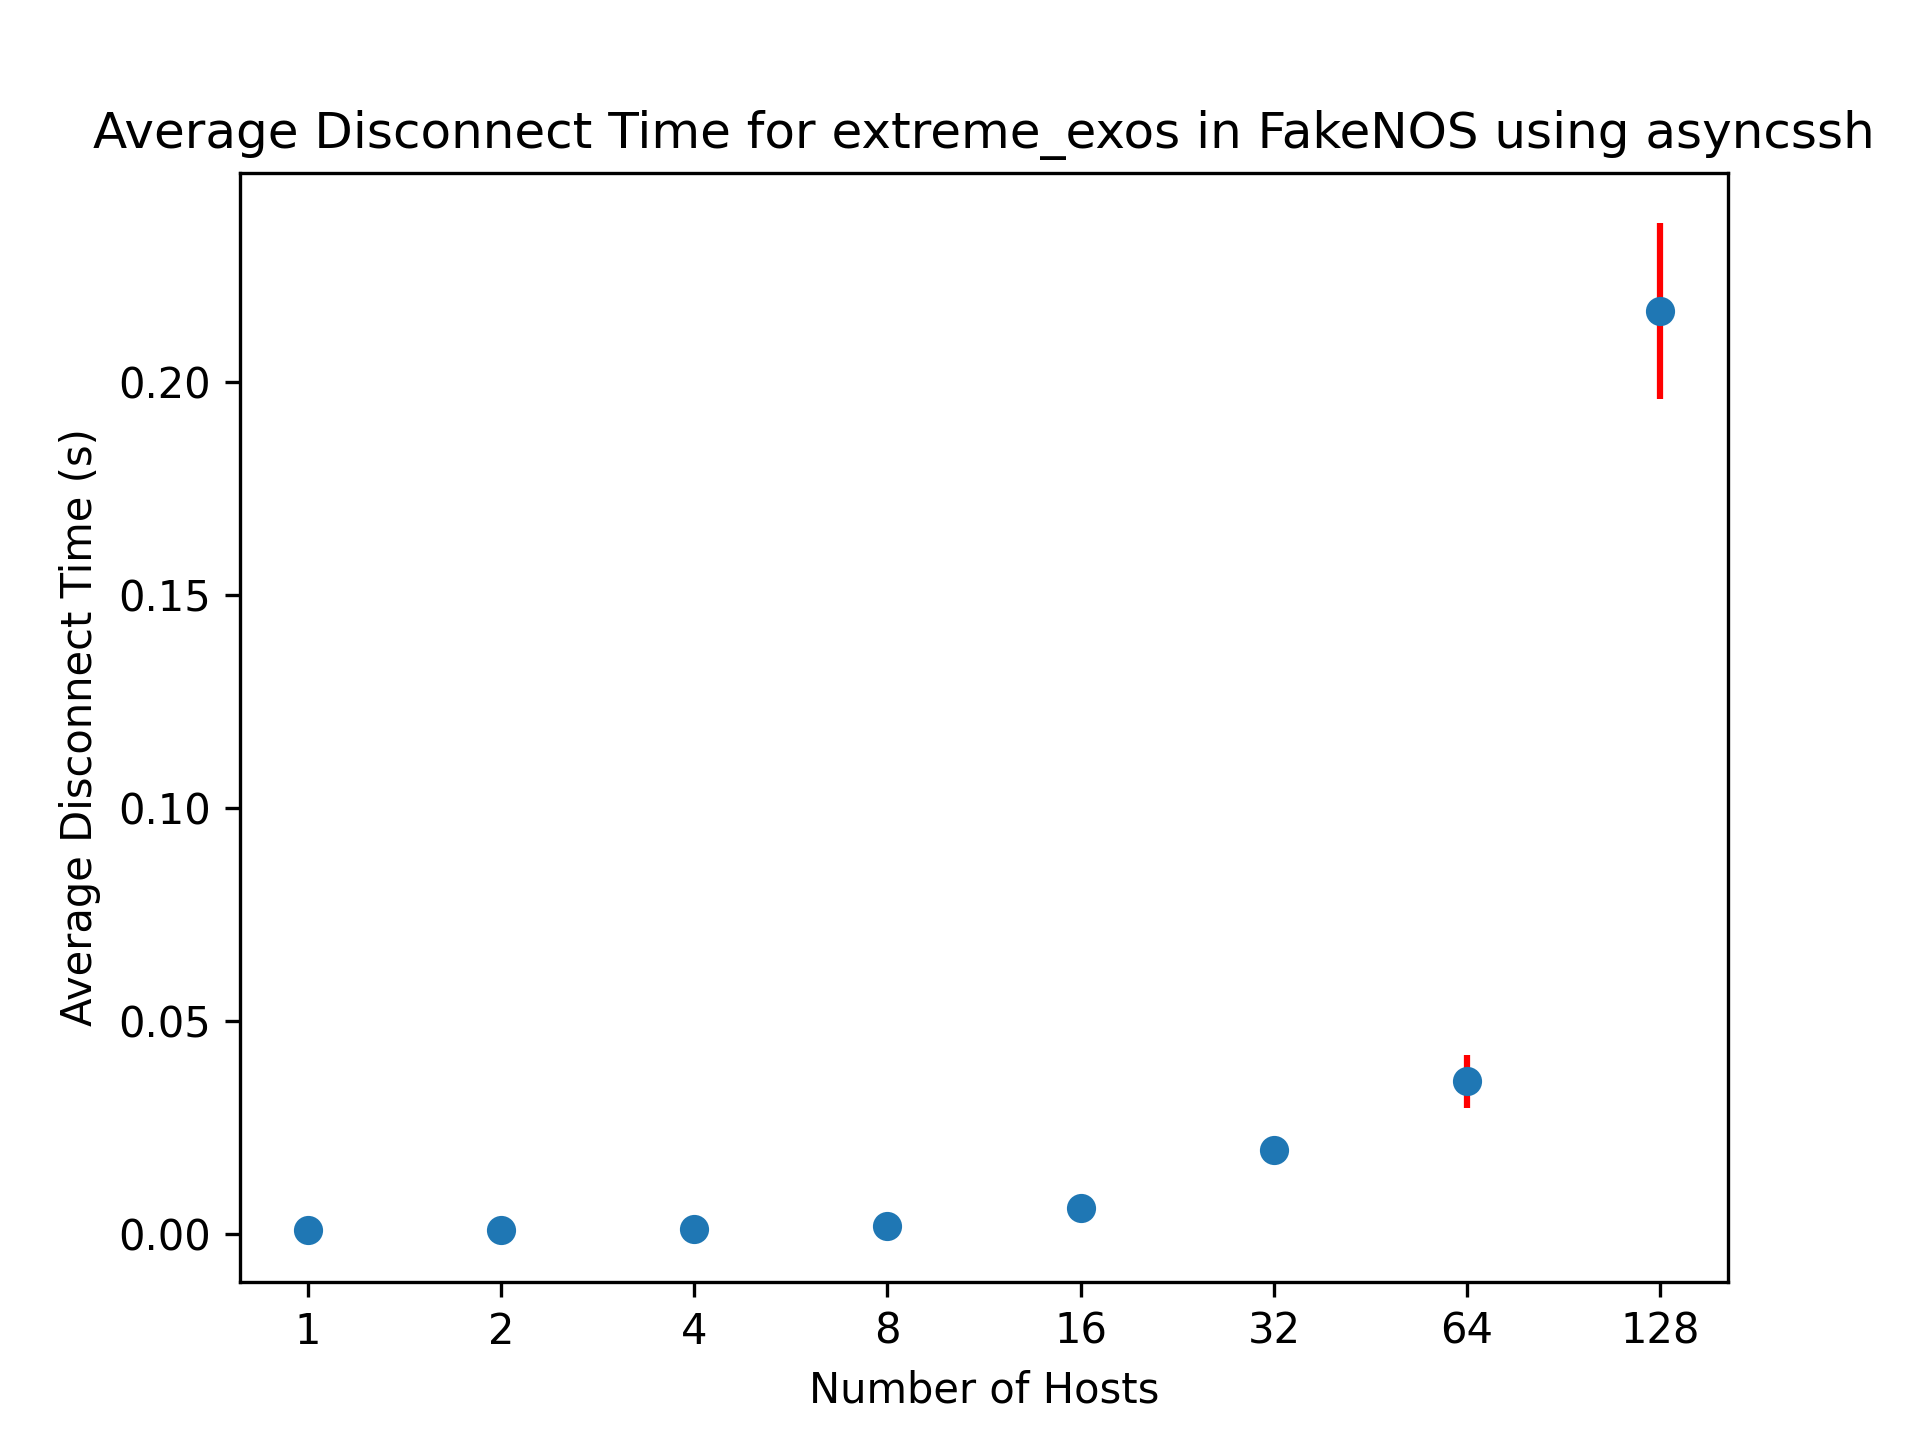 Average Disconnect Time for extreme_exos in FakeNOS using asyncssh
Average Disconnect Time (s)
0.20
0.15
0.10
0.05
0.00
1 2 4 8 16 32 64 128
Number of Hosts